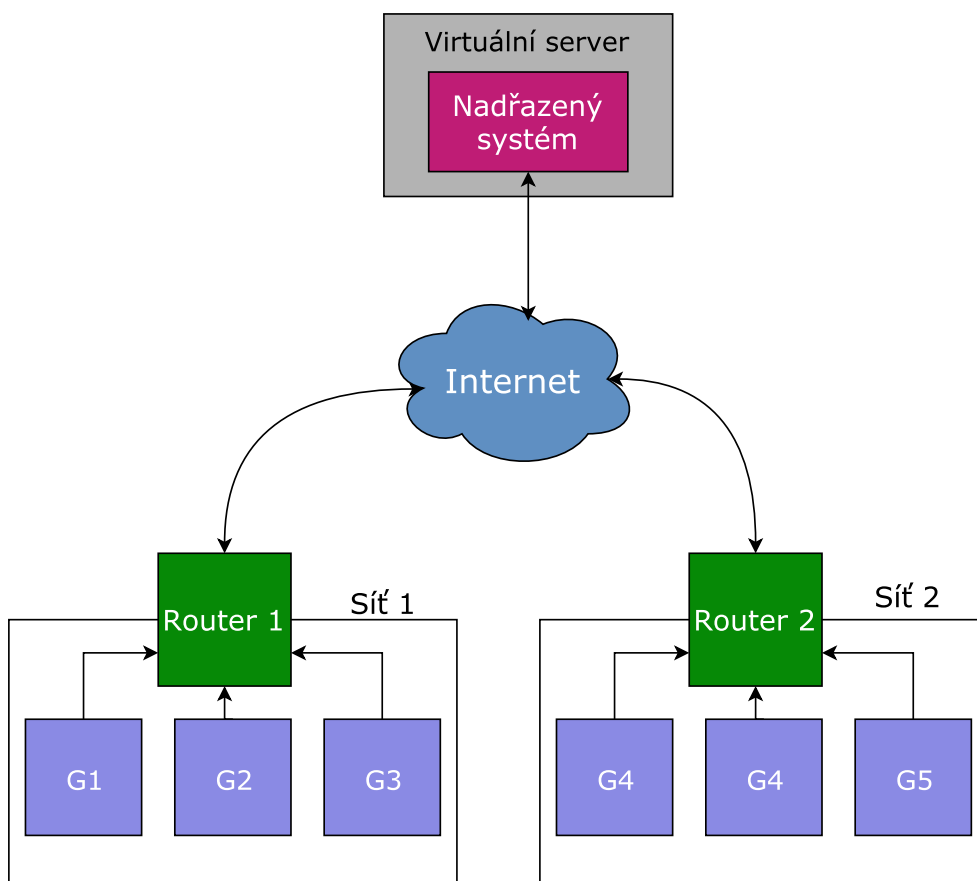 Virtuální server
Nadřazený
systém
Internet
Router 1
Síť 1
Router 2
Síť 2
G1
G2
G3
G4
G4
G5